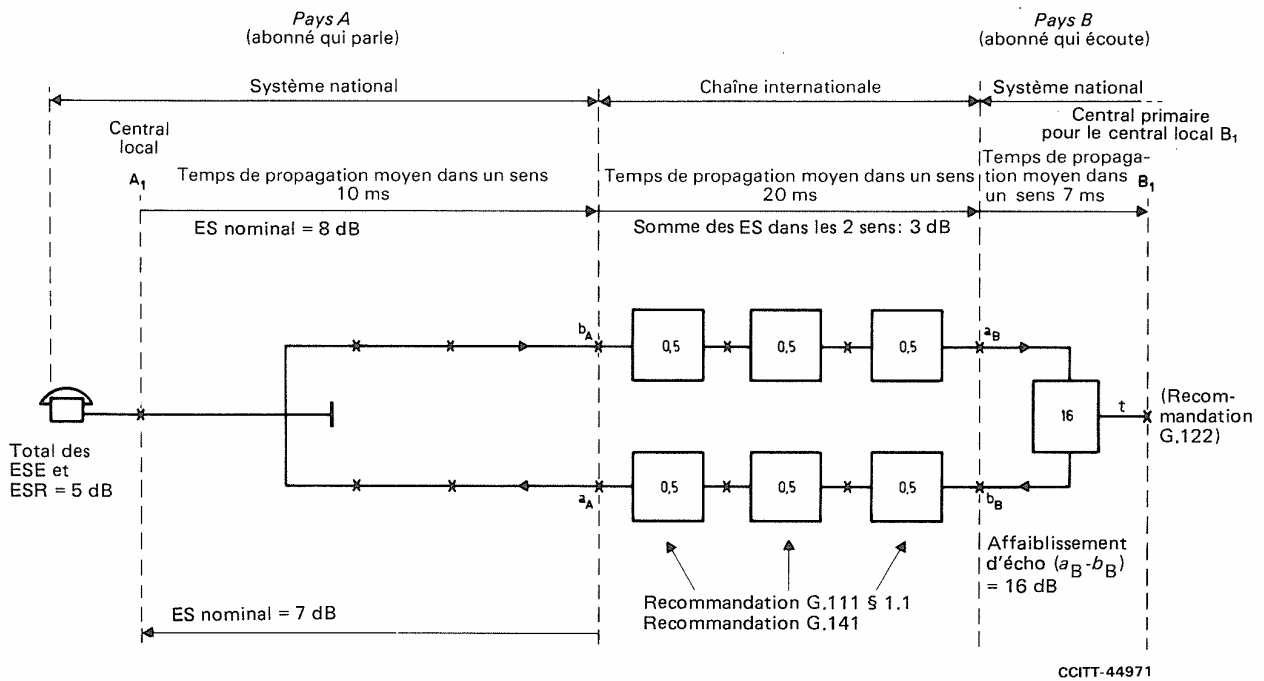 Pays A
(abonné qui parle)
Pays B
(abonné qui écoute)
Système national
Chaîne internationale
Système national
Central
local
Central primaire
pour le central local B1
A1
Temps de propagation moyen dans un sens
10 ms
Temps de propagation moyen dans un sens
20 ms
Temps de propaga-
tion moyen dans
un sens 7 ms
B1
ES nominal = 8 dB
Somme des ES dans les 2 sens: 3 dB
bA
0,5
0,5
0,5
aB
16
t
(Recom-
mandation
G.122)
Total des
ESE et
ESR = 5 dB
aA
0,5
0,5
0,5
bB
Affaiblissement
d'écho (aB-bB)
= 16 dB
Recommandation G.111 § 1.1
Recommandation G.141
ES nominal = 7 dB
CCITT-44971